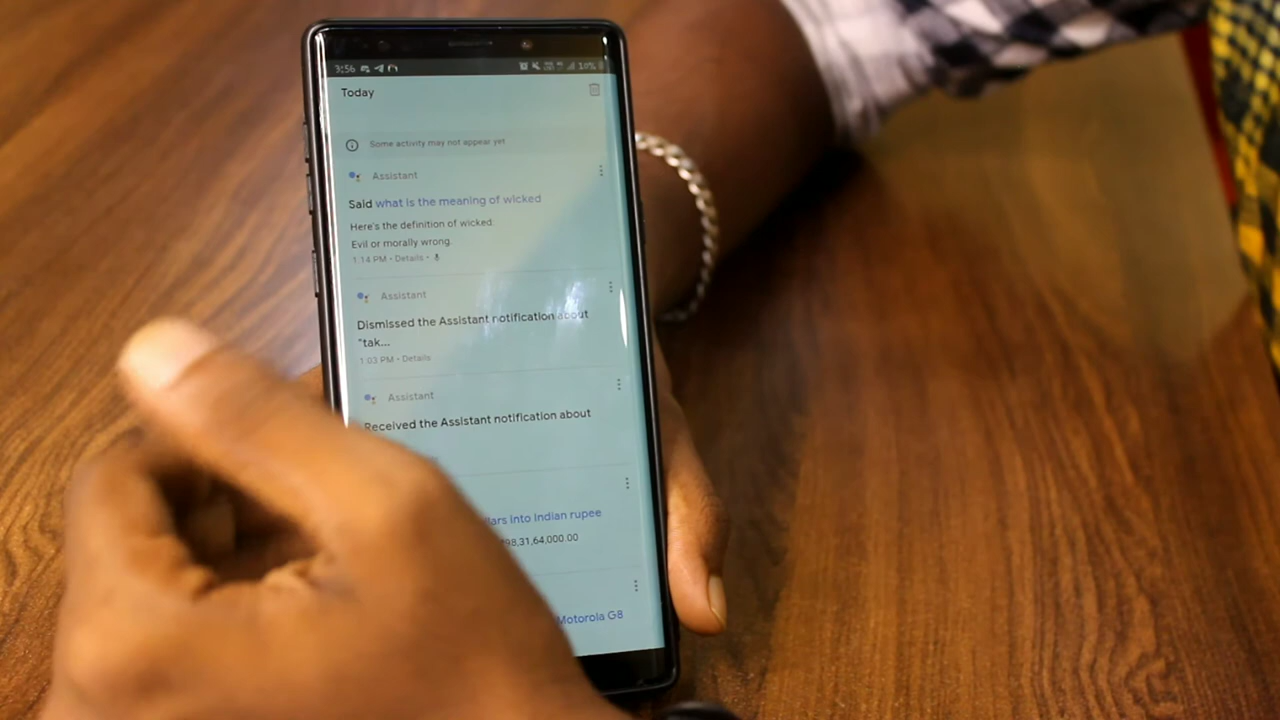 3:56
10%
Today
Some activity may not appear yet
Assistant
Said what is the meaning of wicked
Here's the definition of wicked.
Evil or morally wrong.
1:14 PM • Details •
Assistant
Dismissed the Assistant notification about
"tak...
1:03 PM • Details
Assistant
Received the Assistant notification about
into Indian rupee
98,31,64,000.00
Motorola G8